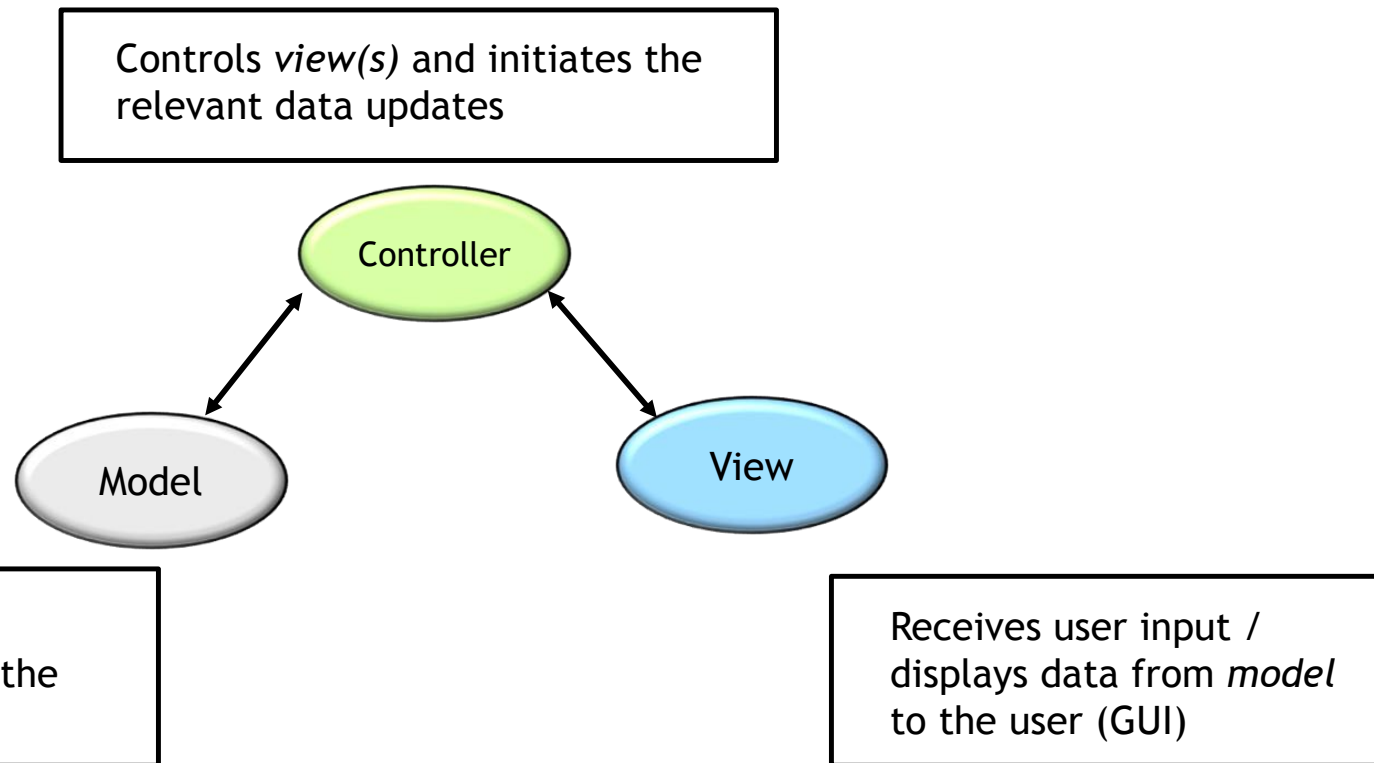 Controls view(s) and initiates the
relevant data updates
Controller
Model
View
the
Receives user input /
displays data from model
to the user (GUI)